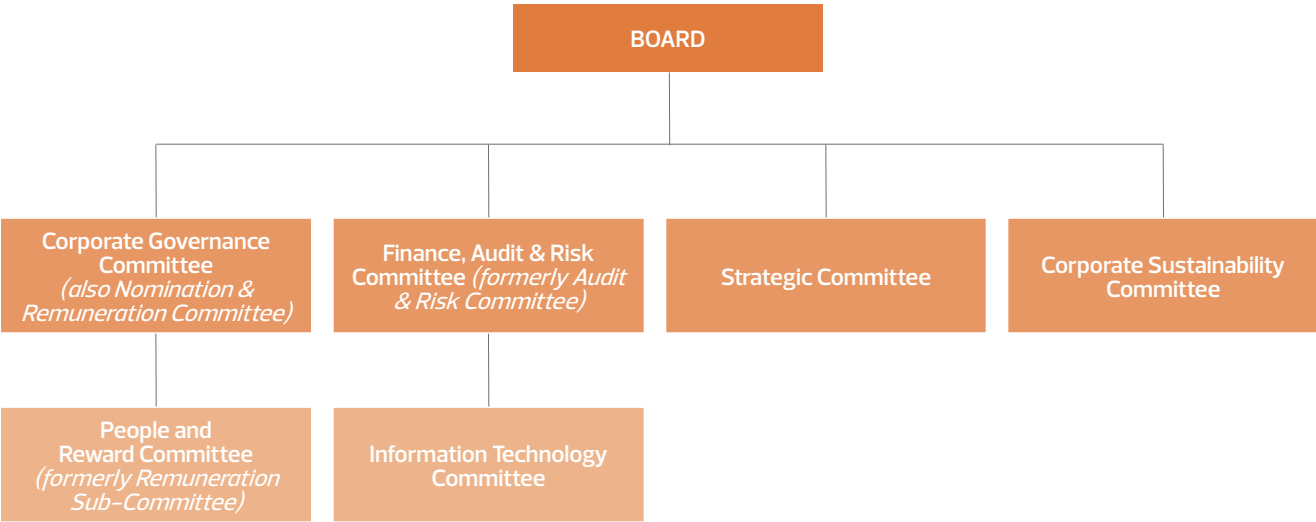 BOARD
Corporate Governance
Committee
(also Nomination &
Remuneration Committee)
Finance, Audit & Risk
Committee (formerly Audit
& Risk Committee)
Strategic Committee
Corporate Sustainability
Committee
People and
Reward Committee
(formerly Remuneration
Sub-Committee)
Information Technology
Committee